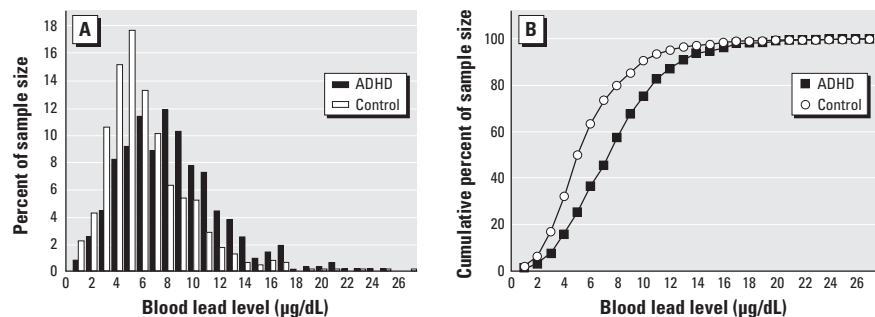 A
Percent of sample size
18
16
14
12
10
8
6
4
2
0
0 2 4 6 8 10 12 14 16 18 20 22 24 26
Blood lead level (µg/dL)
ADHD
Control
B
Cumulative percent of sample size
100
80
60
40
20
0
0 2 4 6 8 10 12 14 16 18 20 22 24 26
Blood lead level (µg/dL)
ADHD
Control